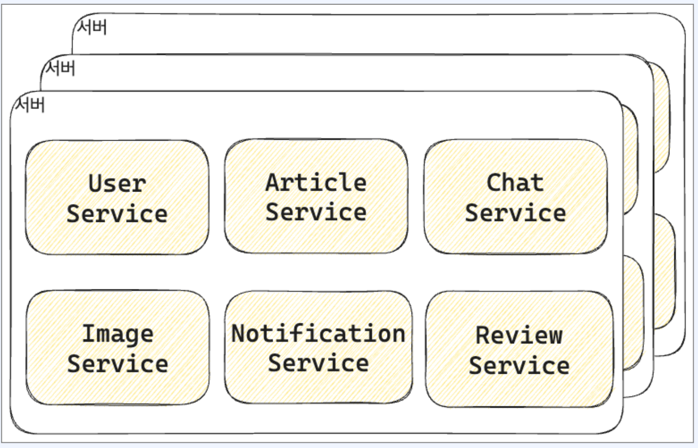 서버
서버
서버
User
Service
Article
Service
Chat
Service
Image
Service
Notification
Service
Review
Service